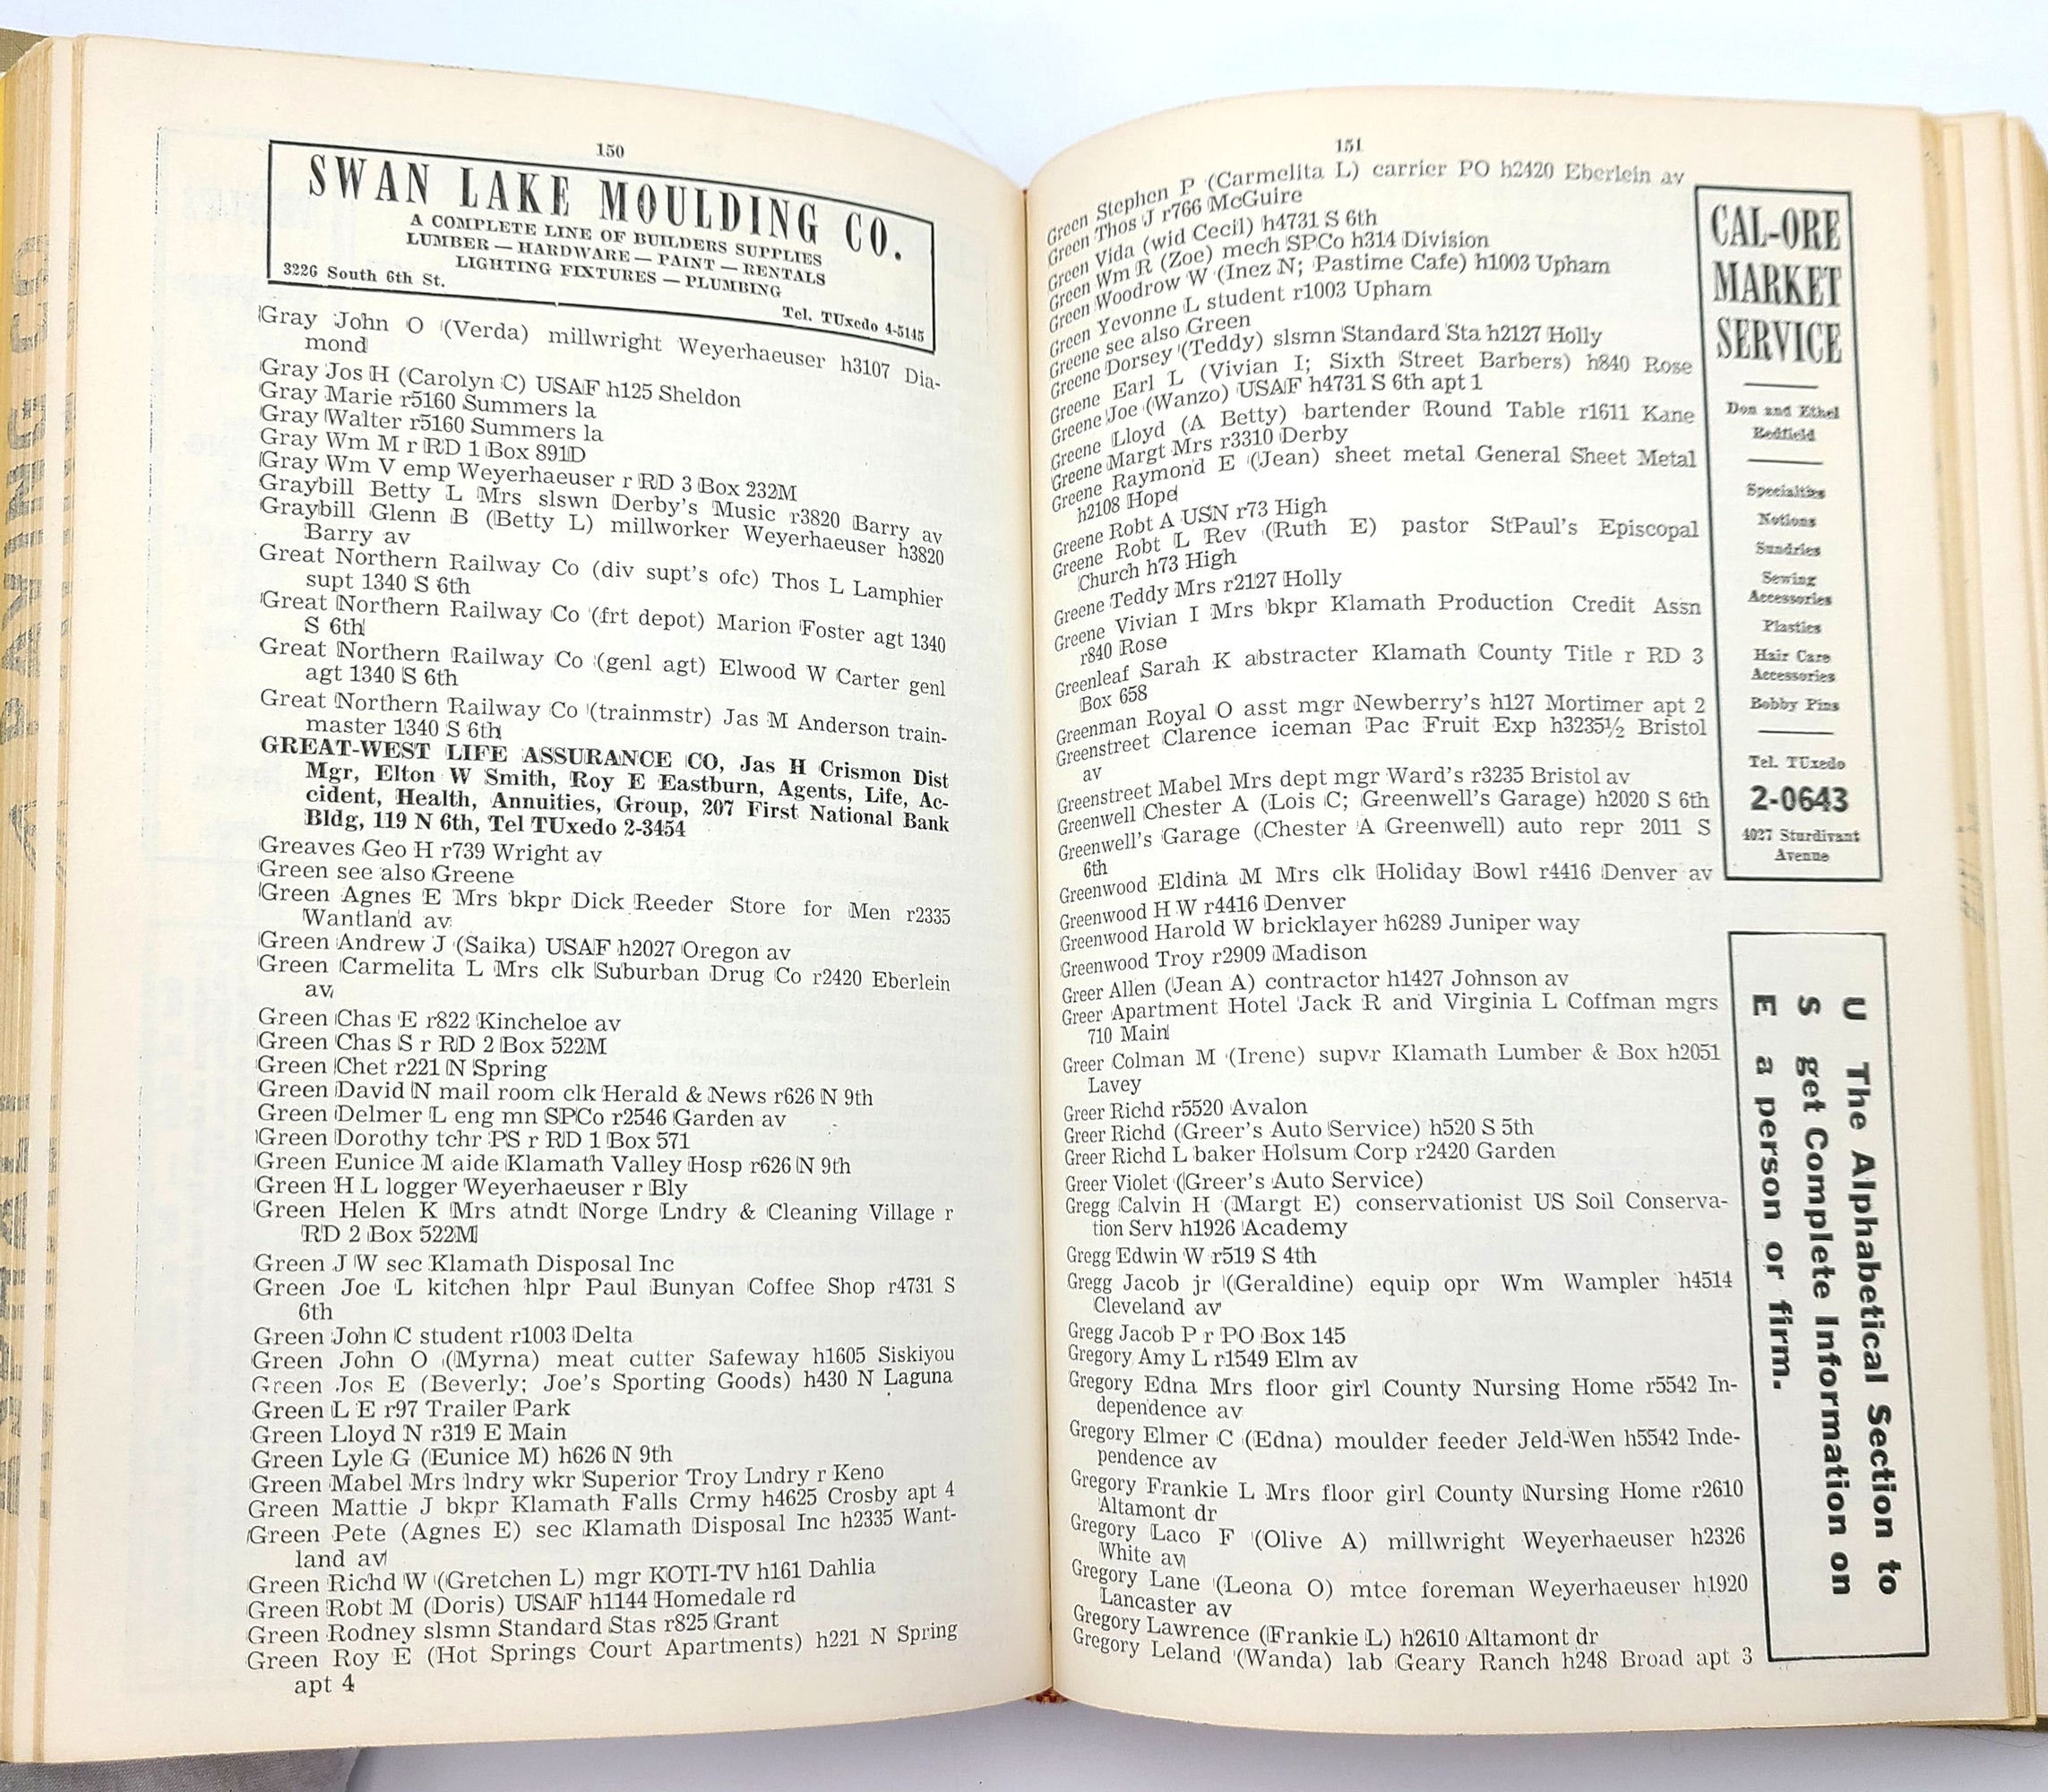 150
SWAN LAKE MOULDING CO.
A COMPLETE LINE OF BUILDERS SUPPLIES
LUMBER — HARDWARE — PAINT — RENTALS
LIGHTING FIXTURES — PLUMBING
3226 South 6th St.
Tel. TUxedo 4-5145
Gray John O (Verda) millwright Weyerhaeuser h3107 Dia-
mond
Gray Jos H (Carolyn C) USAF h125 Sheldon
Gray Marie r5160 Summers la
Gray Walter r5160 Summers la
Gray Wm M r RD 1 Box 891D
Gray Wm V emp Weyerhaeuser r RD 3 Box 232M
Graybill Betty L Mrs slswn Derby's Music r3820 Barry av
Graybill Glenn B (Betty L) millworker Weyerhaeuser h3820
Barry av
Great Northern Railway Co (div supt's ofc) Thos L Lamphier
supt 1340 S 6th
Great Northern Railway Co (frt depot) Marion Foster agt 1340
S 6th
Great Northern Railway Co (genl agt) Elwood W Carter genl
agt 1340 S 6th
Great Northern Railway Co (trainmstr) Jas M Anderson train-
master 1340 S 6th
GREAT-WEST LIFE ASSURANCE CO, Jas H Crismon Dist
Mgr, Elton W Smith, Roy E Eastburn, Agents, Life, Ac-
cident, Health, Annuities, Group, 207 First National Bank
Bldg, 119 N 6th, Tel TUxedo 2-3454
Greaves Geo H r739 Wright av
Green see also Greene
Green Agnes E Mrs bkpr Dick Reeder Store for Men r2335
Wantland av
Green Andrew J (Saika) USAF h2027 Oregon av
Green Carmelita L Mrs clk Suburban Drug Co r2420 Eberlein
av
Green Chas E r822 Kincheloe av
Green Chas S r RD 2 Box 522M
Green Chet r221 N Spring
Green David N mail room clk Herald & News r626 N 9th
Green Delmer L eng mn SPCo r2546 Garden av
Green Dorothy tchr PS r RD 1 Box 571
Green Eunice M aide Klamath Valley Hosp r626 N 9th
Green H L logger Weyerhaeuser r Bly
Green Helen K Mrs atndt Norge Lndry & Cleaning Village r
RD 2 Box 522M
Green J W sec Klamath Disposal Inc
Green Joe L kitchen hlpr Paul Bunyan Coffee Shop r4731 S
6th
Green John C student r1003 Delta
Green John O (Myrna) meat cutter Safeway h1605 Siskiyou
Green Jos E (Beverly; Joe's Sporting Goods) h430 N Laguna
Green L E r97 Trailer Park
Green Lloyd N r319 E Main
Green Lyle G (Eunice M) h626 N 9th
Green Mabel Mrs lndry wkr Superior Troy Lndry r Keno
Green Mattie J bkpr Klamath Falls Crmy h4625 Crosby apt 4
Green Pete (Agnes E) sec Klamath Disposal Inc h2335 Want-
land av
Green Richd W (Gretchen L) mgr KOTI-TV h161 Dahlia
Green Robt M (Doris) USAF h1144 Homedale rd
Green Rodney slsmn Standard Stas r825 Grant
Green Roy E (Hot Springs Court Apartments) h221 N Spring
apt 4
151
Green Stephen P (Carmelita L) carrier PO h2420 Eberlein av
Green Thos J r766 McGuire
Green Vida (wid Cecil) h4731 S 6th
Green Wm R (Zoe) mech SPCo h314 Division
Green Woodrow W (Inez N; Pastime Cafe) h1003 Upham
Green Yevonne L student r1003 Upham
Greene see also Green
Greene Dorsey (Teddy) slsmn Standard Sta h2127 Holly
Greene Earl L (Vivian I; Sixth Street Barbers) h840 Rose
Greene Joe (Wanzo) USAF h4731 S 6th apt 1
Greene Lloyd (A Betty) bartender Round Table r1611 Kane
Greene Margt Mrs r3310 Derby
Greene Raymond E (Jean) sheet metal General Sheet Metal
h2108 Hope
Greene Robt A USN r73 High
Greene Robt L Rev (Ruth E) pastor StPaul's Episcopal
Church h73 High
Greene Teddy Mrs r2127 Holly
Greene Vivian I Mrs bkpr Klamath Production Credit Assn
r840 Rose
Greenleaf Sarah K abstracter Klamath County Title r RD 3
Box 658
Greenman Royal O asst mgr Newberry's h127 Mortimer apt 2
Greenstreet Clarence iceman Pac Fruit Exp h3235½ Bristol
av
Greenstreet Mabel Mrs dept mgr Ward's r3235 Bristol av
Greenwell Chester A (Lois C; Greenwell's Garage) h2020 S 6th
Greenwell's Garage (Chester A Greenwell) auto repr 2011 S
6th
Greenwood Eldina M Mrs clk Holiday Bowl r4416 Denver av
Greenwood H W r4416 Denver
Greenwood Harold W bricklayer h6289 Juniper way
Greenwood Troy r2909 Madison
Greer Allen (Jean A) contractor h1427 Johnson av
Greer Apartment Hotel Jack R and Virginia L Coffman mgrs
710 Main
Greer Colman M (Irene) supvr Klamath Lumber & Box h2051
Lavey
Greer Richd r5520 Avalon
Greer Richd (Greer's Auto Service) h520 S 5th
Greer Richd L baker Holsum Corp r2420 Garden
Greer Violet (Greer's Auto Service)
Gregg Calvin H (Margt E) conservationist US Soil Conserva-
tion Serv h1926 Academy
Gregg Edwin W r519 S 4th
Gregg Jacob jr (Geraldine) equip opr Wm Wampler h4514
Cleveland av
Gregg Jacob P r PO Box 145
Gregory Amy L r1549 Elm av
Gregory Edna Mrs floor girl County Nursing Home r5542 In-
dependence av
Gregory Elmer C (Edna) moulder feeder Jeld-Wen h5542 Inde-
pendence av
Gregory Frankie L Mrs floor girl County Nursing Home r2610
Altamont dr
Gregory Laco F (Olive A) millwright Weyerhaeuser h2326
White av
Gregory Lane (Leona O) mtce foreman Weyerhaeuser h1920
Lancaster av
Gregory Lawrence (Frankie L) h2610 Altamont dr
Gregory Leland (Wanda) lab Geary Ranch h248 Broad apt 3
CAL-ORE
MARKET
SERVICE
Don and Ethel
Redfield
Specialties
Notions
Sundries
Sewing
Accessories
Plastics
Hair Care
Accessories
Bobby Pins
Tel. TUxedo
2-0643
4027 Sturdivant
Avenue
U The Alphabetical Section to
S get Complete Information on
E a person or firm.